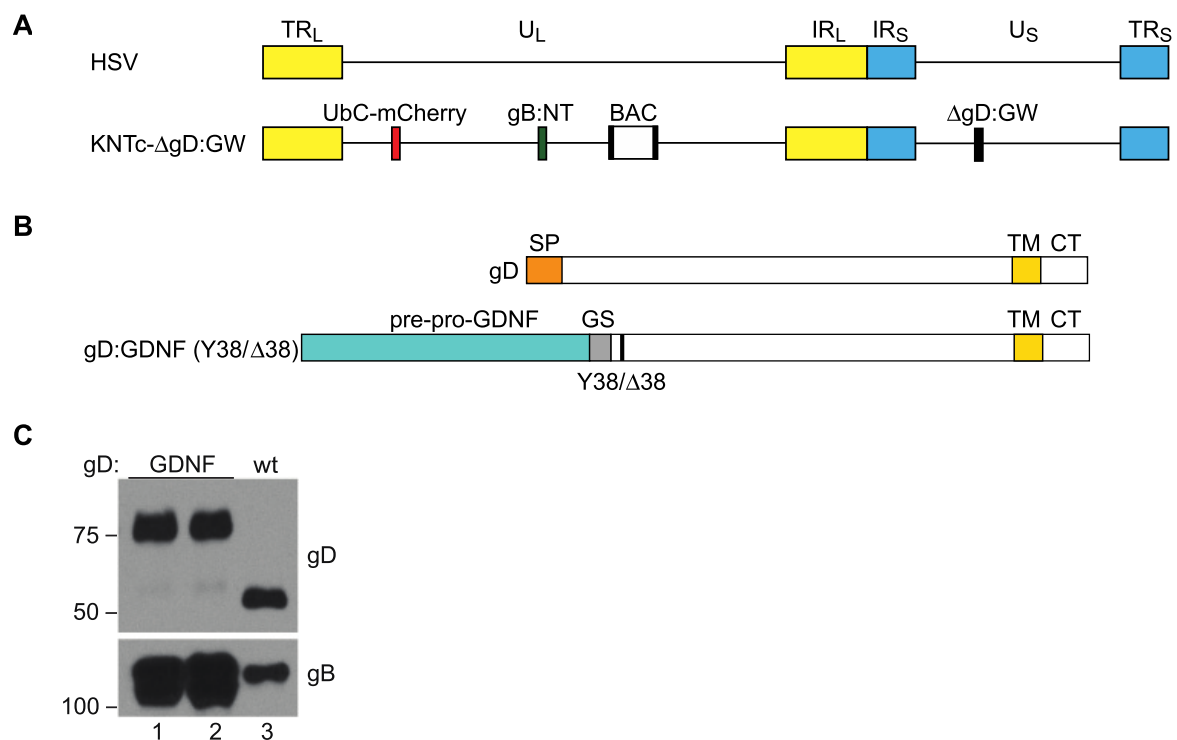 A
TRL UL IRL IRS US TRS
HSV
UbC-mCherry gB:NT BAC ΔgD:GW
KNTc-ΔgD:GW
B
SP TM CT
gD
pre-pro-GDNF GS TM CT
gD:GDNF (Y38/Δ38)
Y38/Δ38
C
gD: GDNF wt
75
gD
50
gB
100
1 2 3